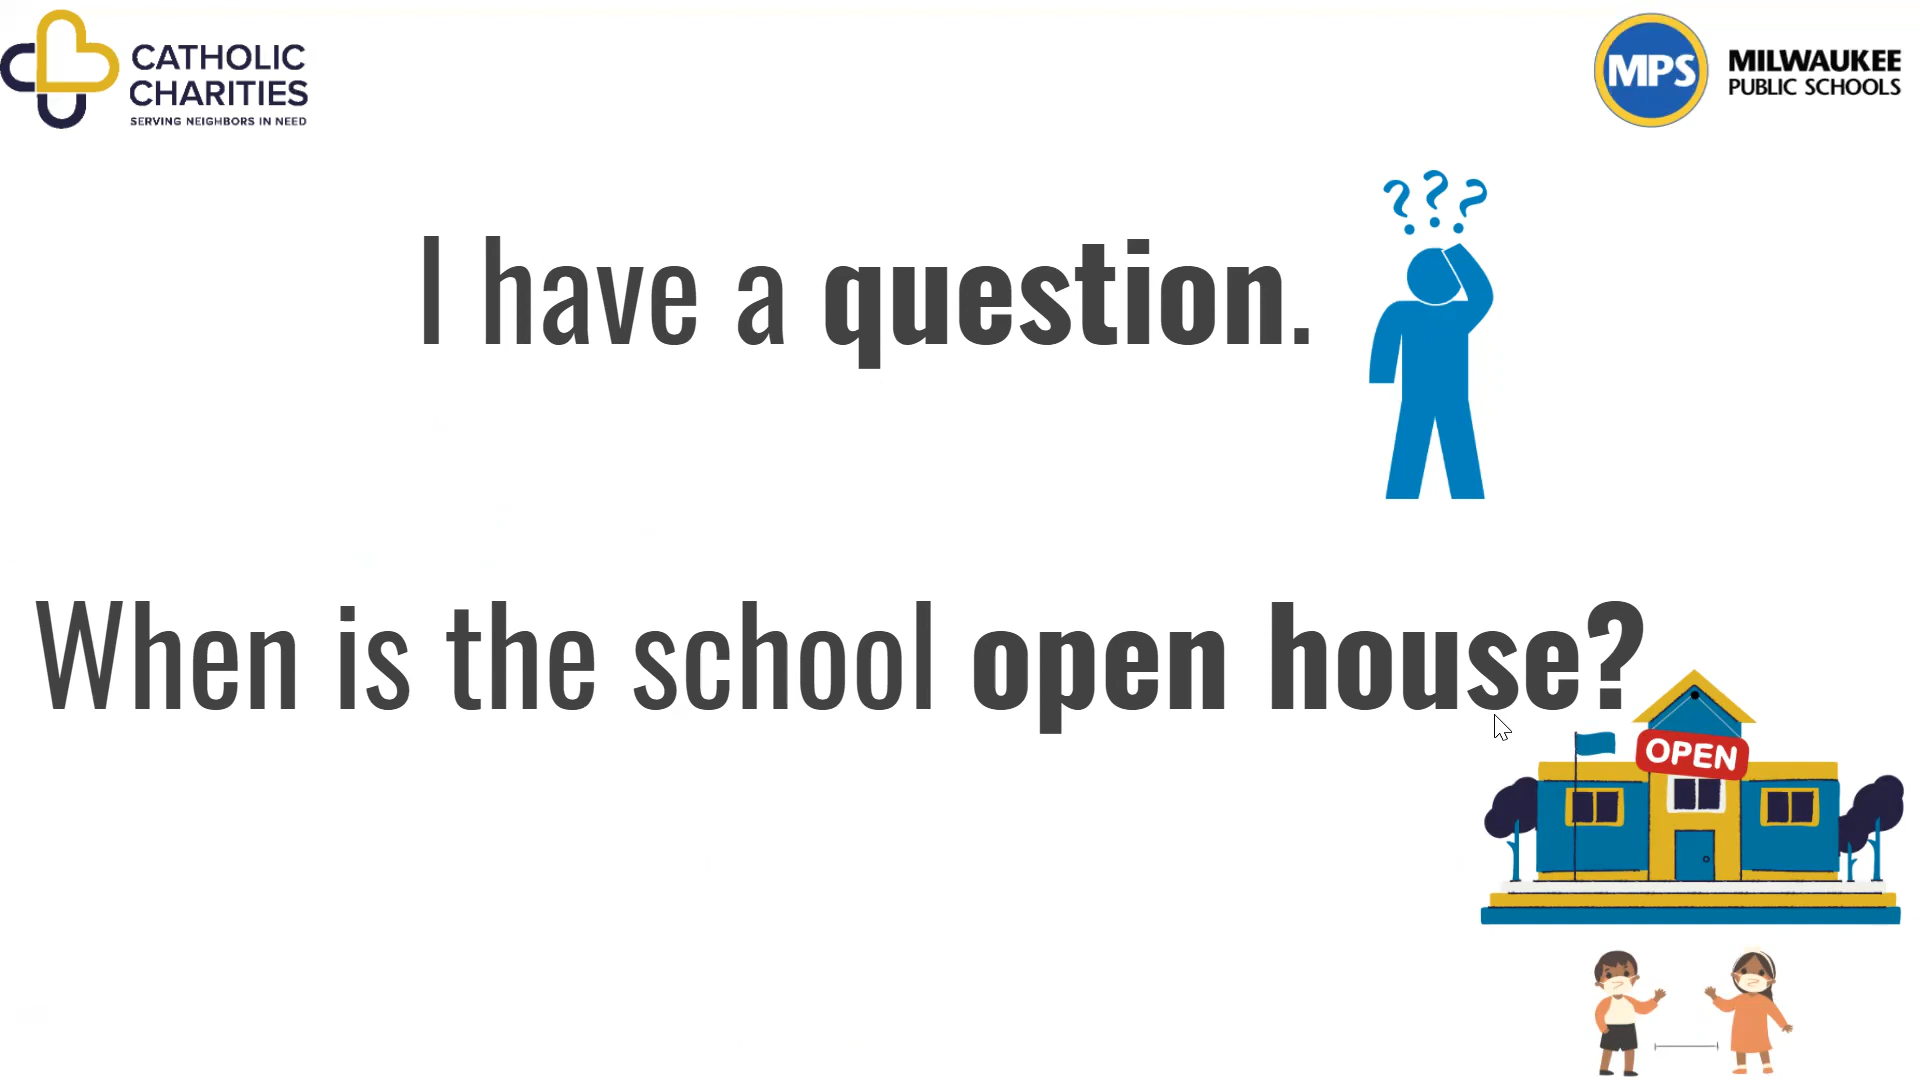 CATHOLIC
CHARITIES
SERVING NEIGHBORS IN NEED
MPS
MILWAUKEE
PUBLIC SCHOOLS
???
I have a question.
When is the school open house?
OPEN